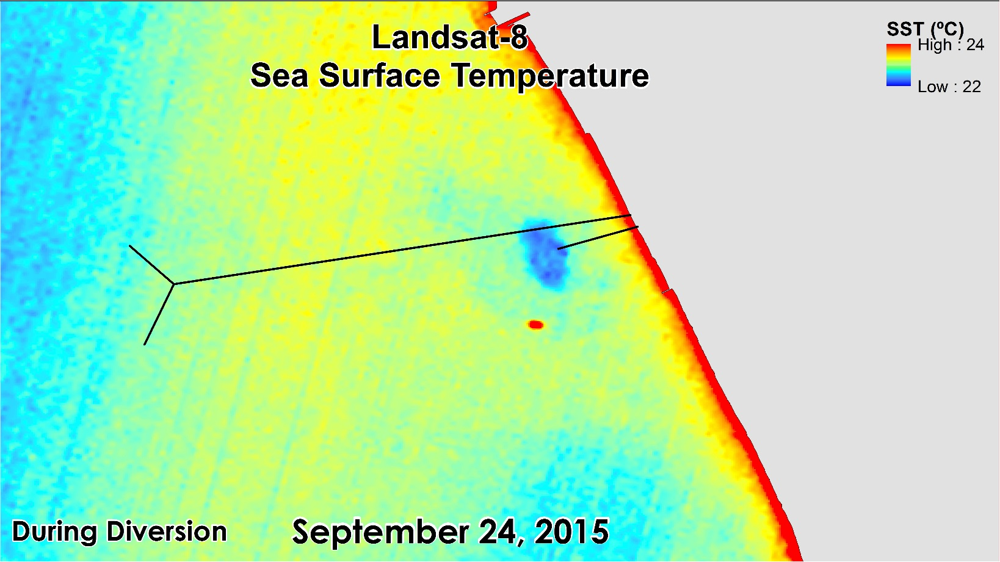 Landsat-8
Sea Surface Temperature
SST (ºC)
High : 24
Low : 22
During Diversion
September 24, 2015